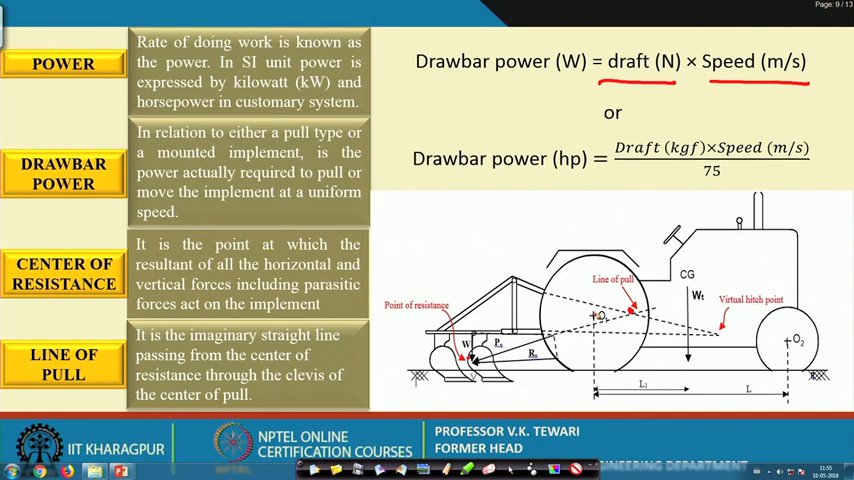 Page: 9 / 13
POWER
Rate of doing work is known as
the power. In SI unit power is
expressed by kilowatt (kW) and
horsepower in customary system.
DRAWBAR
POWER
In relation to either a pull type or
a mounted implement, is the
power actually required to pull or
move the implement at a uniform
speed.
CENTER OF
RESISTANCE
It is the point at which the
resultant of all the horizontal and
vertical forces including parasitic
forces act on the implement
LINE OF
PULL
It is the imaginary straight line
passing from the center of
resistance through the clevis of
the center of pull.
Drawbar power (W) = draft (N) × Speed (m/s)
or
Drawbar power (hp) = Draft (kgf)×Speed (m/s)
75
Line of pull
CG
Wt
Point of resistance
Virtual hitch point
O2
W
L1
L
IIT KHARAGPUR
NPTEL ONLINE
CERTIFICATION COURSES
PROFESSOR V.K. TEWARI
FORMER HEAD
ENGINEERING DEPARTMENT
11:55
10-05-2018